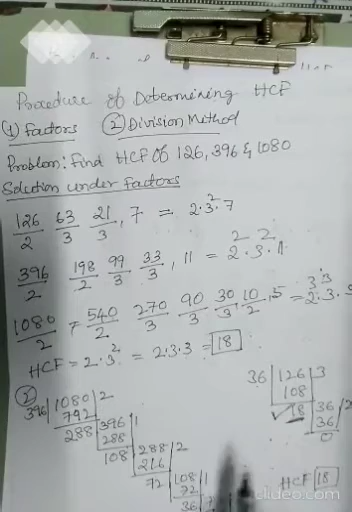 Procedure of Determining HCF
(1) Factors (2) Division Method
Problem: Find HCF of 126, 396 & 1080
Solution under factors
126/2 63/3 21/3, 7 = 2·3²·7
396/2 198/2 99/3 33/3, 11 = 2²·3²·11
1080/2 = 540/2 270/3 90/3 30/3 10/2, 5 = 2³·3³·5
HCF = 2·3² = 2·3·3 = 18
(2)
396 | 1080 | 2
792
288 | 396 | 1
288
108 | 288 | 2
216
72 | 108 | 1
72
36
36 | 126 | 3
108
18 | 36 | 2
36
0
HCF 18
clideo.com